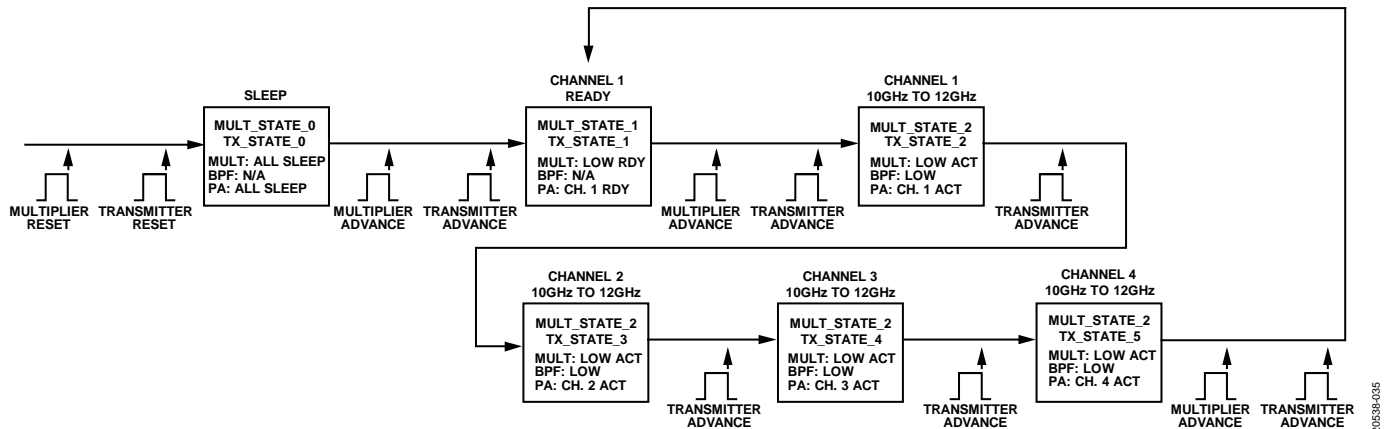 SLEEP
MULT_STATE_0
TX_STATE_0
MULT: ALL SLEEP
BPF: N/A
PA: ALL SLEEP
MULTIPLIER
RESET
TRANSMITTER
RESET
MULTIPLIER
ADVANCE
TRANSMITTER
ADVANCE
CHANNEL 1
READY
MULT_STATE_1
TX_STATE_1
MULT: LOW RDY
BPF: N/A
PA: CH. 1 RDY
MULTIPLIER
ADVANCE
TRANSMITTER
ADVANCE
CHANNEL 1
10GHz TO 12GHz
MULT_STATE_2
TX_STATE_2
MULT: LOW ACT
BPF: LOW
PA: CH. 1 ACT
TRANSMITTER
ADVANCE
CHANNEL 2
10GHz TO 12GHz
MULT_STATE_2
TX_STATE_3
MULT: LOW ACT
BPF: LOW
PA: CH. 2 ACT
TRANSMITTER
ADVANCE
CHANNEL 3
10GHz TO 12GHz
MULT_STATE_2
TX_STATE_4
MULT: LOW ACT
BPF: LOW
PA: CH. 3 ACT
TRANSMITTER
ADVANCE
CHANNEL 4
10GHz TO 12GHz
MULT_STATE_2
TX_STATE_5
MULT: LOW ACT
BPF: LOW
PA: CH. 4 ACT
MULTIPLIER
ADVANCE
TRANSMITTER
ADVANCE
20538-035